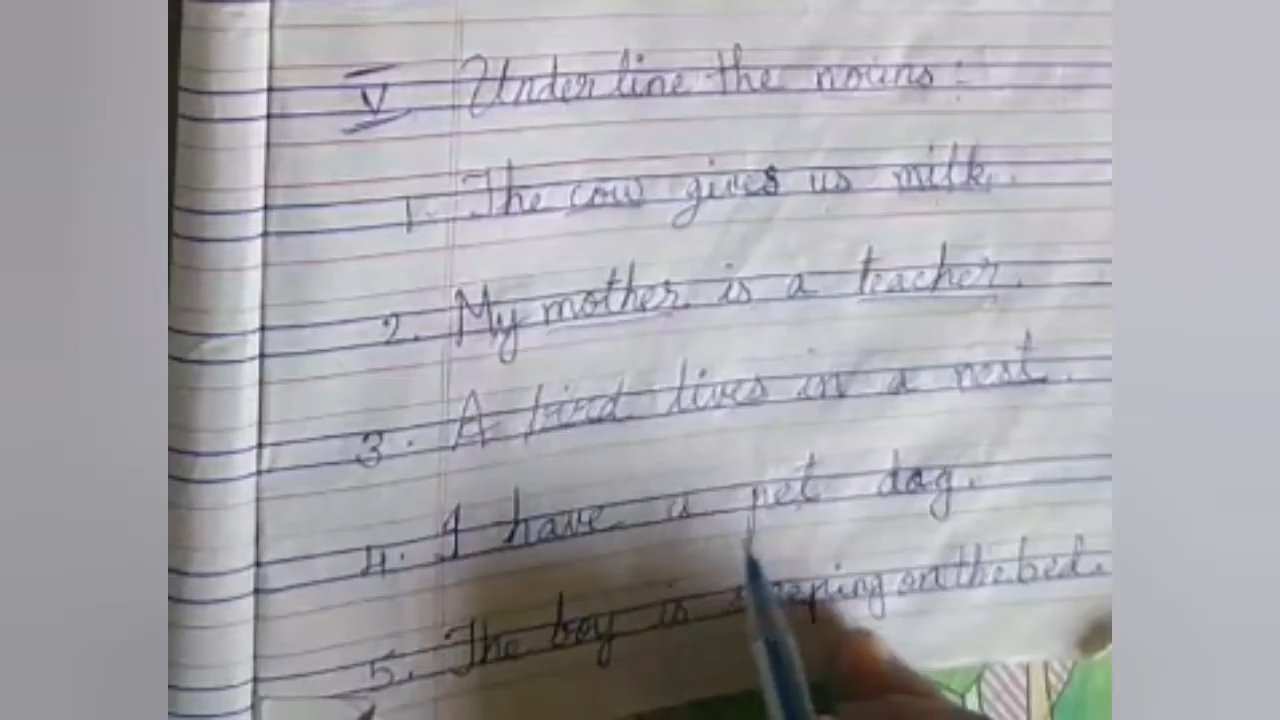 V Underline the nouns:
1. The cow gives us milk.
2. My mother is a teacher.
3. A bird lives in a nest.
4. I have a pet dog.
5. The boy is sleeping on the bed.